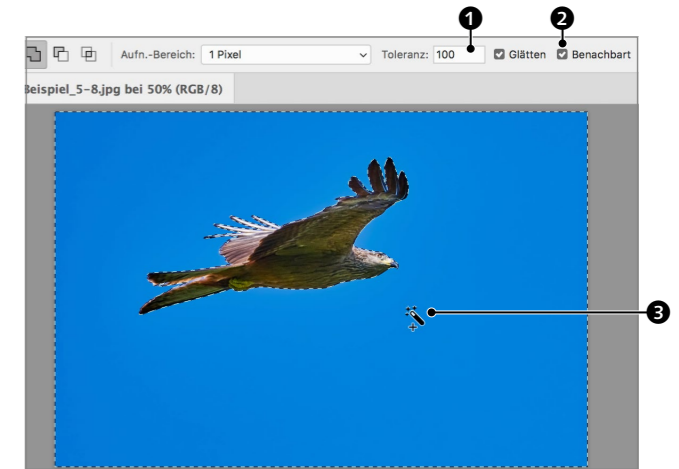 1 2
Aufn.-Bereich: 1 Pixel Toleranz: 100 Glätten Benachbart
Beispiel_5-8.jpg bei 50% (RGB/8)
3